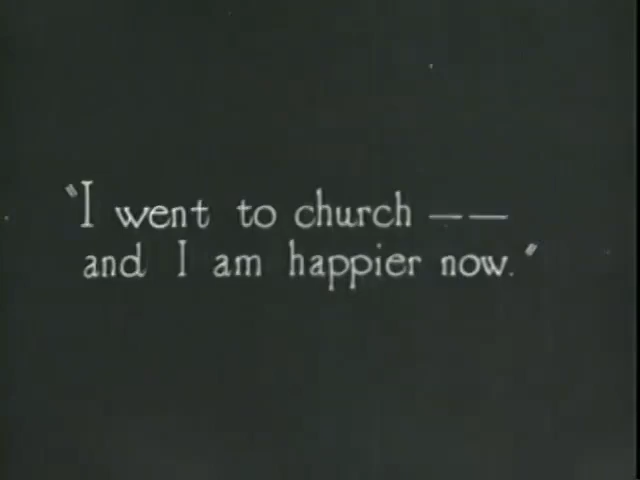 "I went to church ——
and I am happier now."